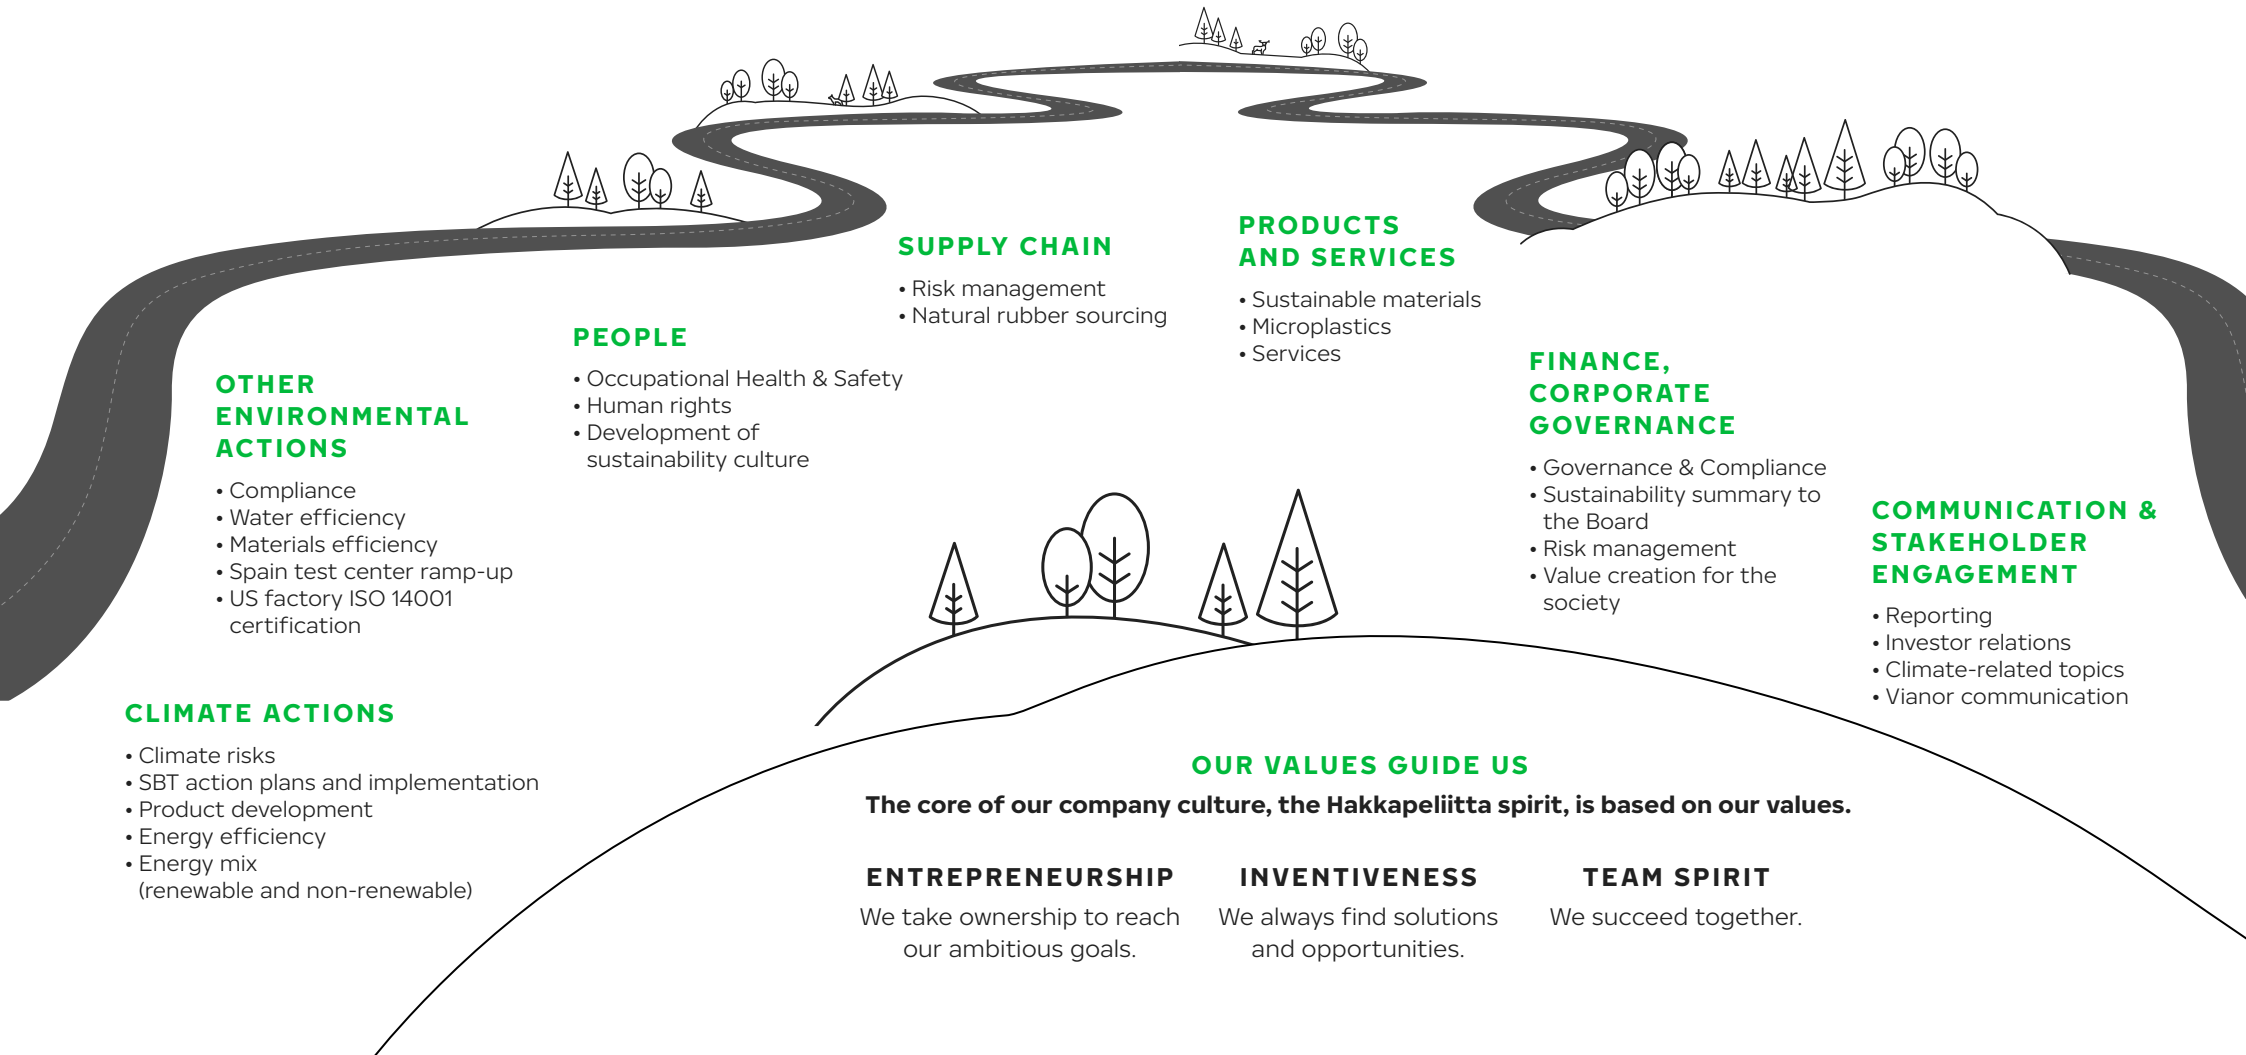 SUPPLY CHAIN
• Risk management
• Natural rubber sourcing
PRODUCTS
AND SERVICES
• Sustainable materials
• Microplastics
• Services
PEOPLE
• Occupational Health & Safety
• Human rights
• Development of
sustainability culture
FINANCE,
CORPORATE
GOVERNANCE
• Governance & Compliance
• Sustainability summary to
the Board
• Risk management
• Value creation for the
society
OTHER
ENVIRONMENTAL
ACTIONS
• Compliance
• Water efficiency
• Materials efficiency
• Spain test center ramp-up
• US factory ISO 14001
certification
COMMUNICATION &
STAKEHOLDER
ENGAGEMENT
• Reporting
• Investor relations
• Climate-related topics
• Vianor communication
CLIMATE ACTIONS
• Climate risks
• SBT action plans and implementation
• Product development
• Energy efficiency
• Energy mix
(renewable and non-renewable)
OUR VALUES GUIDE US
The core of our company culture, the Hakkapeliitta spirit, is based on our values.
ENTREPRENEURSHIP
We take ownership to reach
our ambitious goals.
INVENTIVENESS
We always find solutions
and opportunities.
TEAM SPIRIT
We succeed together.